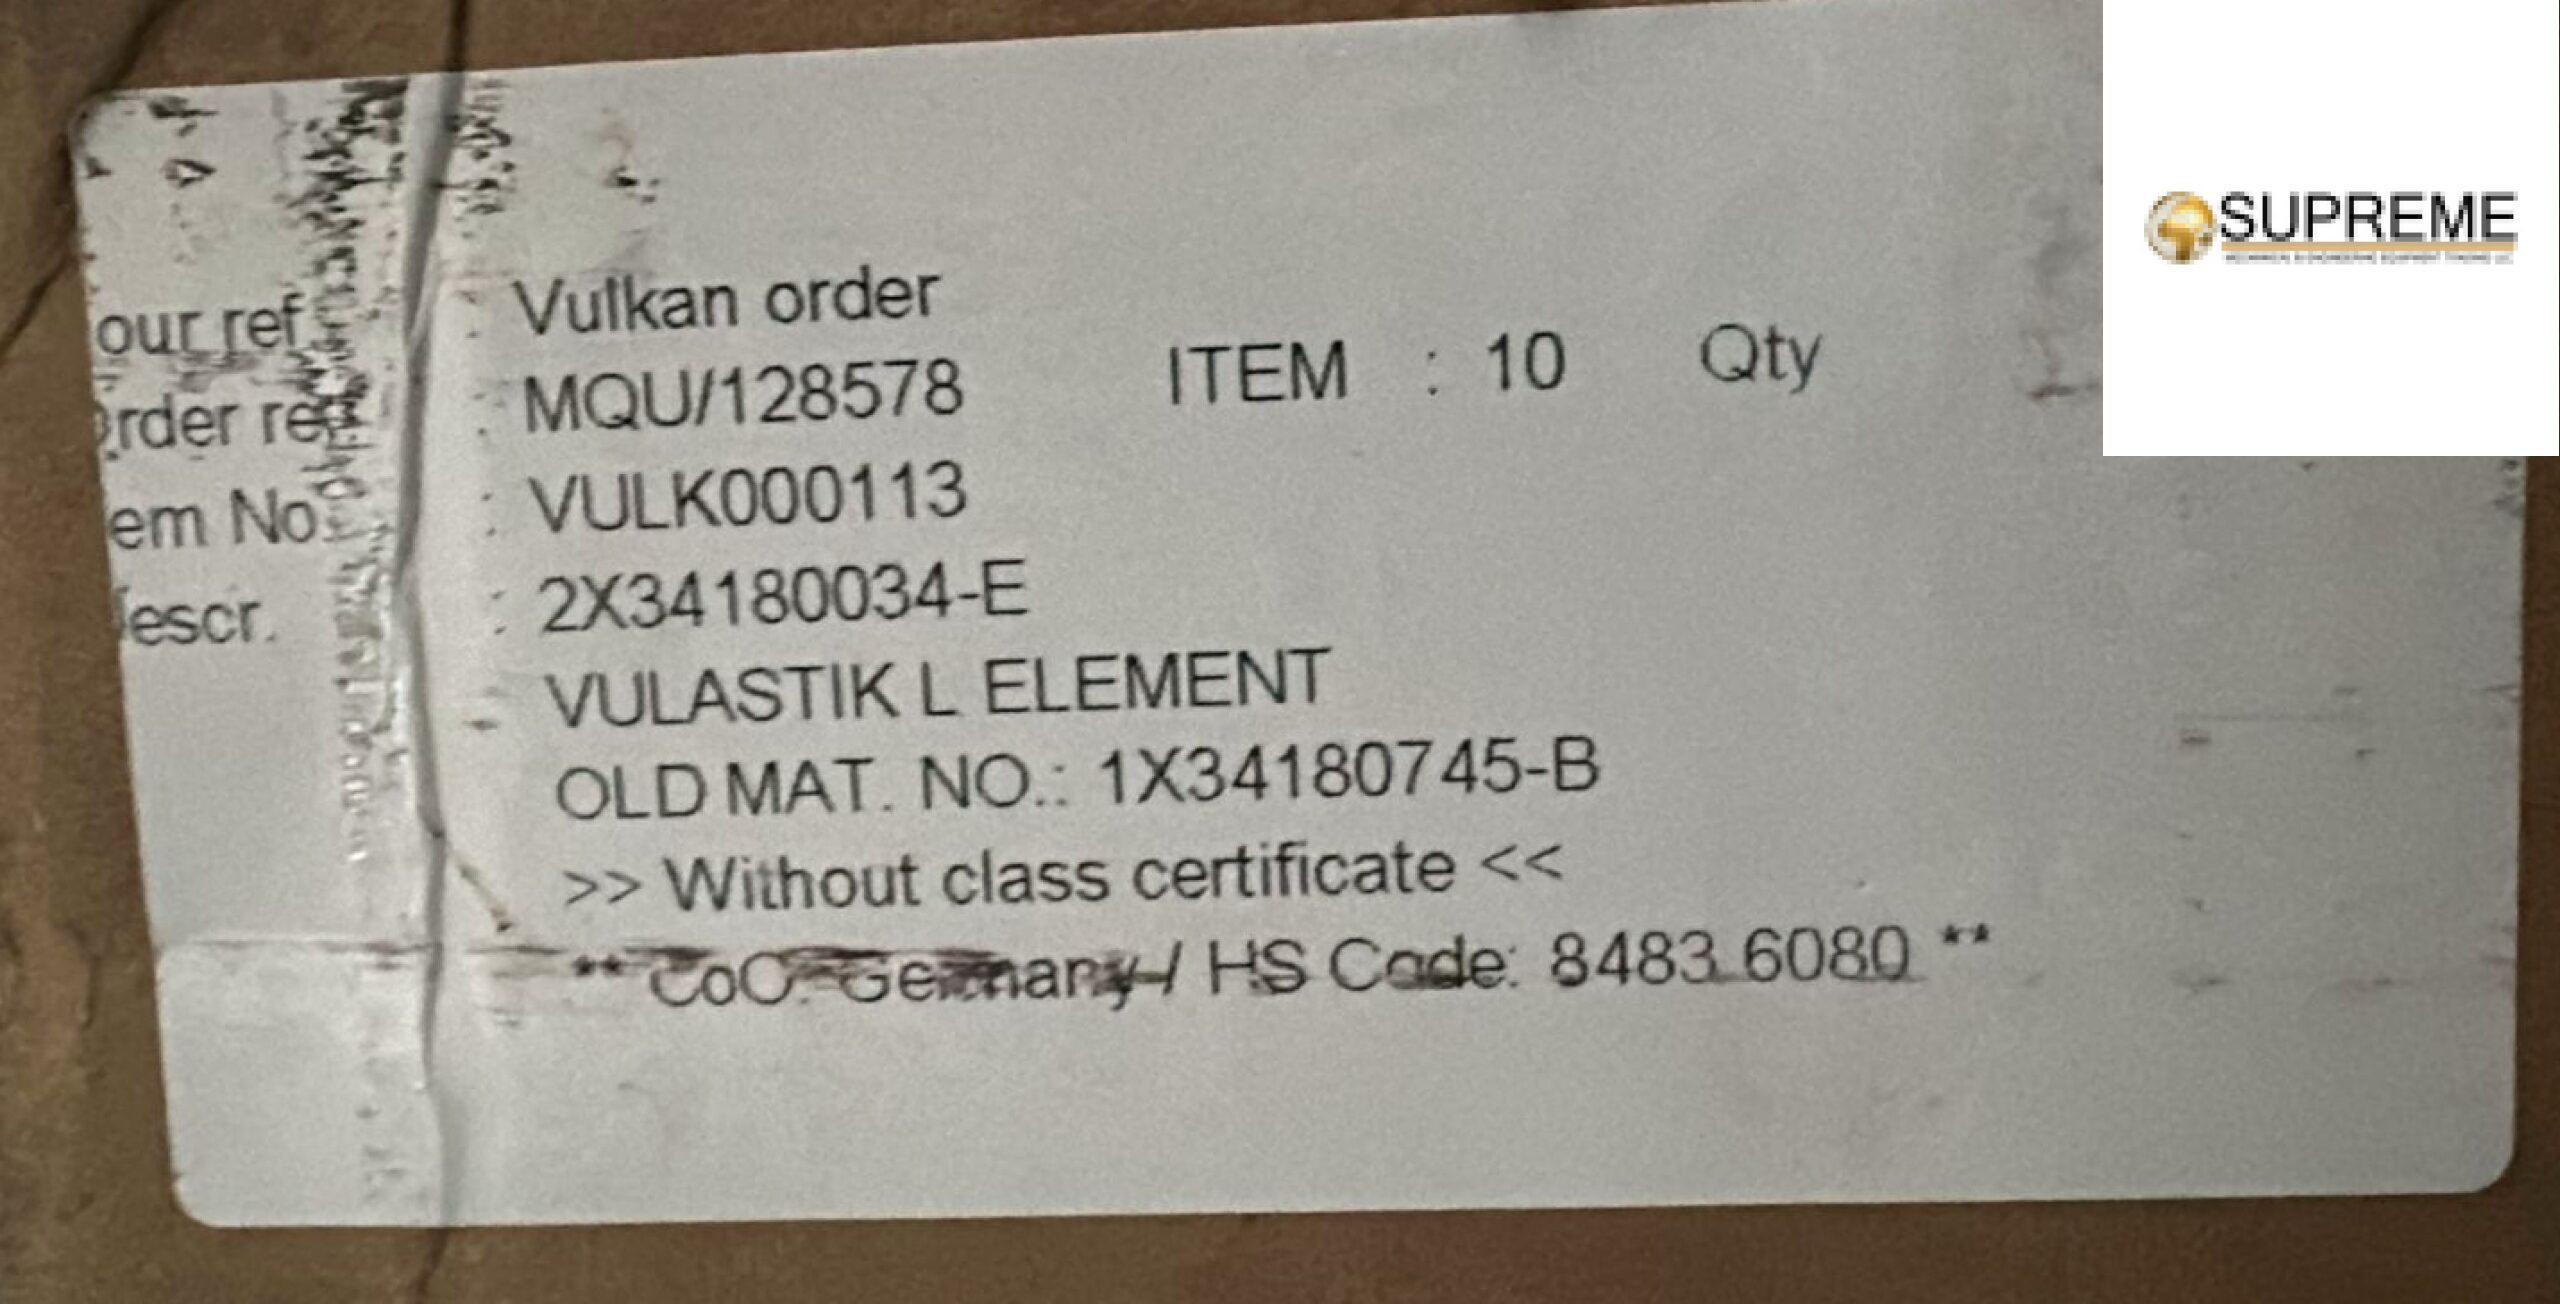 our ref : Vulkan order
rder re : MQU/128578 ITEM : 10 Qty
em No : VULK000113
escr. : 2X34180034-E
VULASTIK L ELEMENT
OLD MAT. NO.: 1X34180745-B
>> Without class certificate <<
** CoO: Germany / HS Code: 8483 6080 **
SUPREME